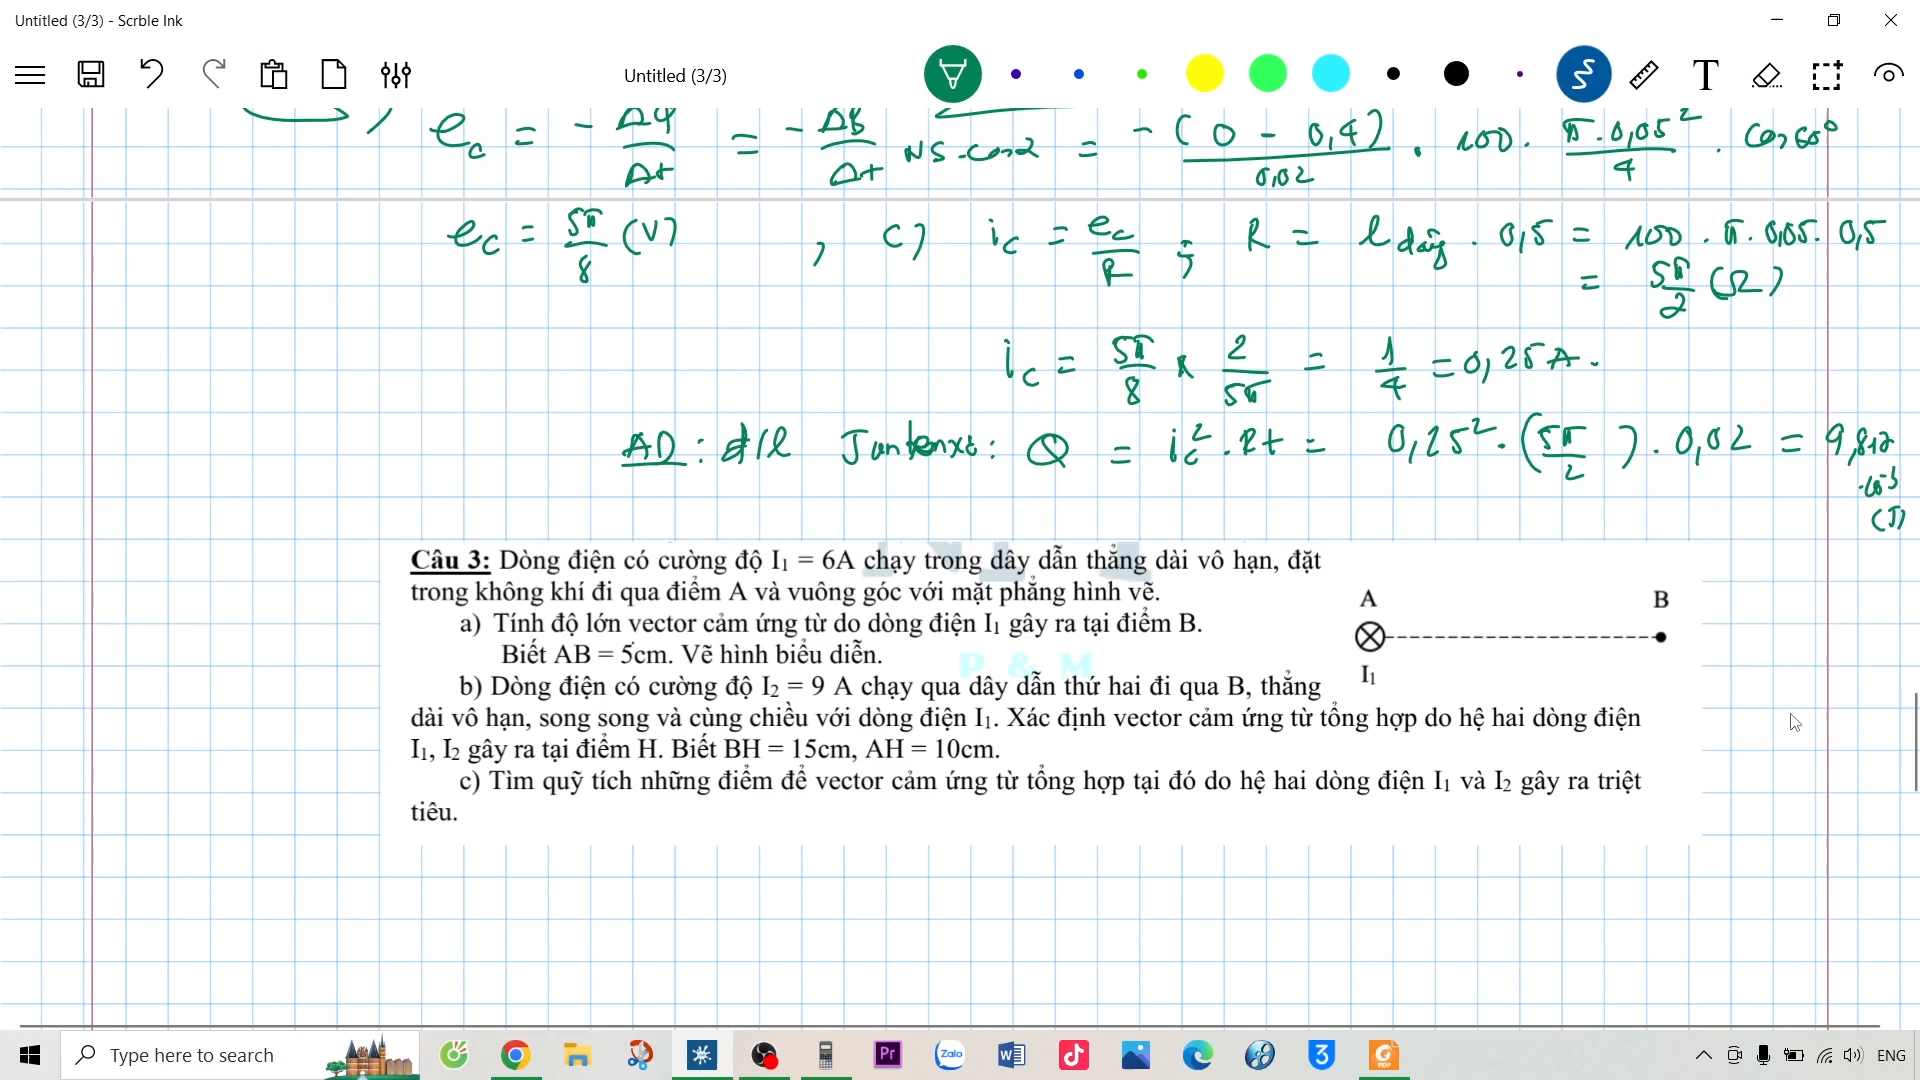 Untitled (3/3) - Scrble Ink
Untitled (3/3)
T
e_c = - Δφ/Δt = - ΔB/Δt NS.cosα = -(0 - 0,4)/0,02 . 100 . π.0,05²/4 . cos60°
e_c = 5π/8 (V) , c) i_c = e_c/R ; R = l dây . 0,5 = 100 . π . 0,05 . 0,5
= 5π/2 (Ω)
i_c = 5π/8 x 2/5π = 1/4 = 0,25A.
AD: đ/l Junlenxơ: Q = i_c².Rt = 0,25².(5π/2).0,02 = 9,812
.10⁻³
(J)
Câu 3: Dòng điện có cường độ I₁ = 6A chạy trong dây dẫn thẳng dài vô hạn, đặt
trong không khí đi qua điểm A và vuông góc với mặt phẳng hình vẽ.
a) Tính độ lớn vector cảm ứng từ do dòng điện I₁ gây ra tại điểm B.
Biết AB = 5cm. Vẽ hình biểu diễn.
b) Dòng điện có cường độ I₂ = 9 A chạy qua dây dẫn thứ hai đi qua B, thẳng
dài vô hạn, song song và cùng chiều với dòng điện I₁. Xác định vector cảm ứng từ tổng hợp do hệ hai dòng điện
I₁, I₂ gây ra tại điểm H. Biết BH = 15cm, AH = 10cm.
c) Tìm quỹ tích những điểm để vector cảm ứng từ tổng hợp tại đó do hệ hai dòng điện I₁ và I₂ gây ra triệt
tiêu.
A B
I₁
P & M
Type here to search
Pr
Zalo
ENG